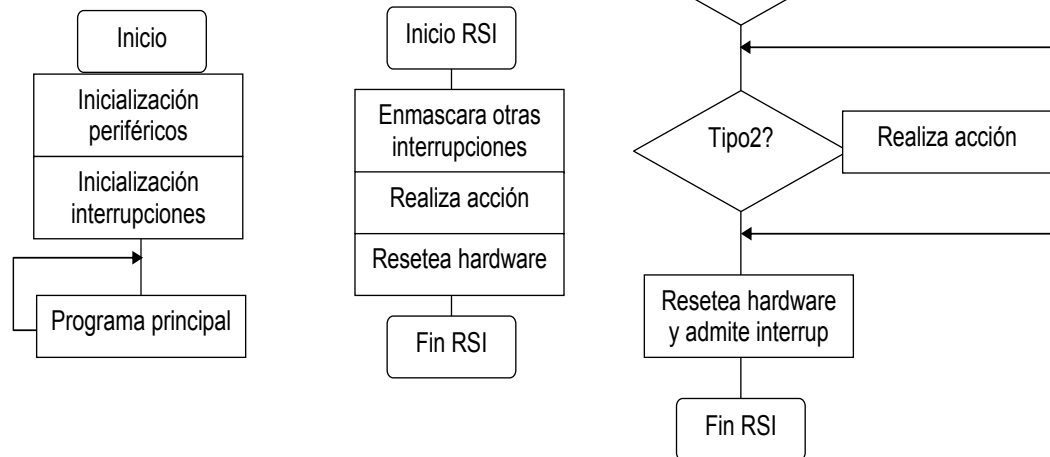 Inicio
Inicialización
periféricos
Inicialización
interrupciones
Programa principal
Inicio RSI
Enmascara otras
interrupciones
Realiza acción
Resetea hardware
Fin RSI
Tipo2?
Realiza acción
Resetea hardware
y admite interrup
Fin RSI